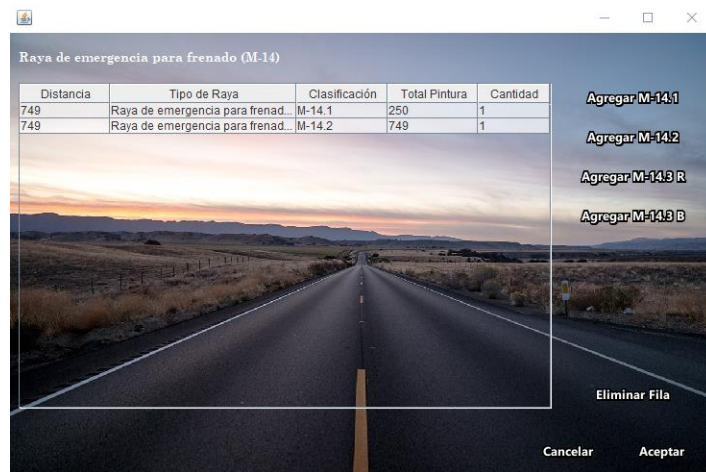 Raya de emergencia para frenado (M-14)
Distancia Tipo de Raya Clasificación Total Pintura Cantidad
749 Raya de emergencia para frenad... M-14.1 250 1
749 Raya de emergencia para frenad... M-14.2 749 1
Agregar M-14.1
Agregar M-14.2
Agregar M-14.3 R
Agregar M-14.3 B
Eliminar Fila
Cancelar Aceptar